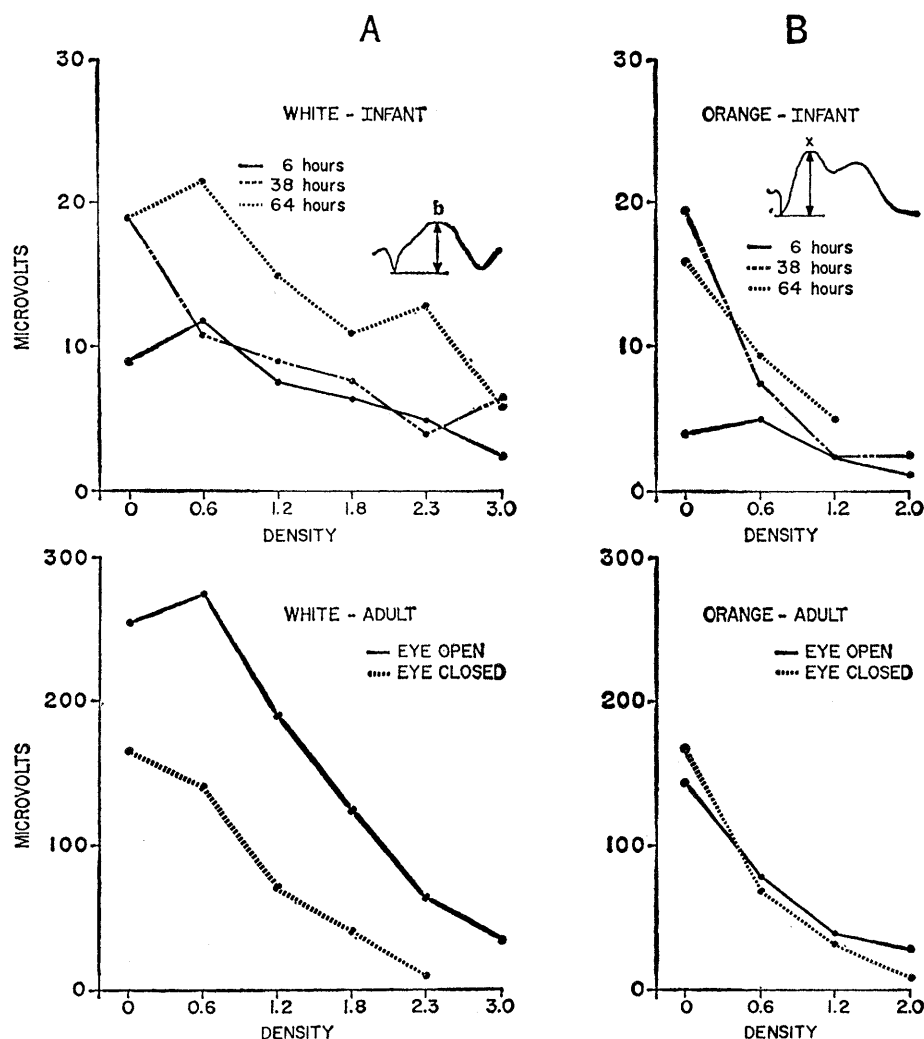 A
30
20
10
0
MICROVOLTS
WHITE - INFANT
6 hours
38 hours
64 hours
b
0 0.6 1.2 1.8 2.3 3.0
DENSITY
B
30
20
10
0
ORANGE - INFANT
x
6 hours
38 hours
64 hours
0 0.6 1.2 2.0
DENSITY
300
200
100
0
MICROVOLTS
WHITE - ADULT
EYE OPEN
EYE CLOSED
0 0.6 1.2 1.8 2.3 3.0
DENSITY
300
200
100
0
ORANGE - ADULT
EYE OPEN
EYE CLOSED
0 0.6 1.2 2.0
DENSITY